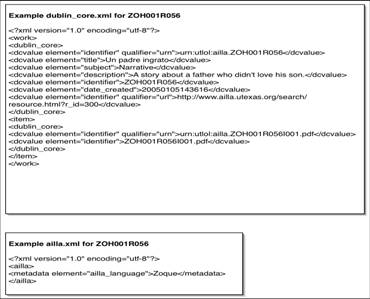 Example dublin_core.xml for ZOH001R056
<?xml version="1.0" encoding="utf-8"?>
<work>
<dublin_core>
<dcvalue element="identifier" qualifier="urn">urn:utlol:ailla.ZOH001R056</dcvalue>
<dcvalue element="title">Un padre ingrato</dcvalue>
<dcvalue element="subject">Narrative</dcvalue>
<dcvalue element="description">A story about a father who didn't love his son.</dcvalue>
<dcvalue element="identifier">ZOH001R056</dcvalue>
<dcvalue element="date_created">20050105143616</dcvalue>
<dcvalue element="identifier" qualifier="url">http://www.ailla.utexas.org/search/
resource.html?r_id=300</dcvalue>
</dublin_core>
<item>
<dublin_core>
<dcvalue element="identifier" qualifier="urn">urn:utlol:ailla.ZOH001R056I001.pdf</dcvalue>
<dcvalue element="identifier">ZOH001R056I001.pdf</dcvalue>
</dublin_core>
</item>
</work>
Example ailla.xml for ZOH001R056
<?xml version="1.0" encoding="utf-8"?>
<ailla>
<metadata element="ailla_language">Zoque</metadata>
</ailla>